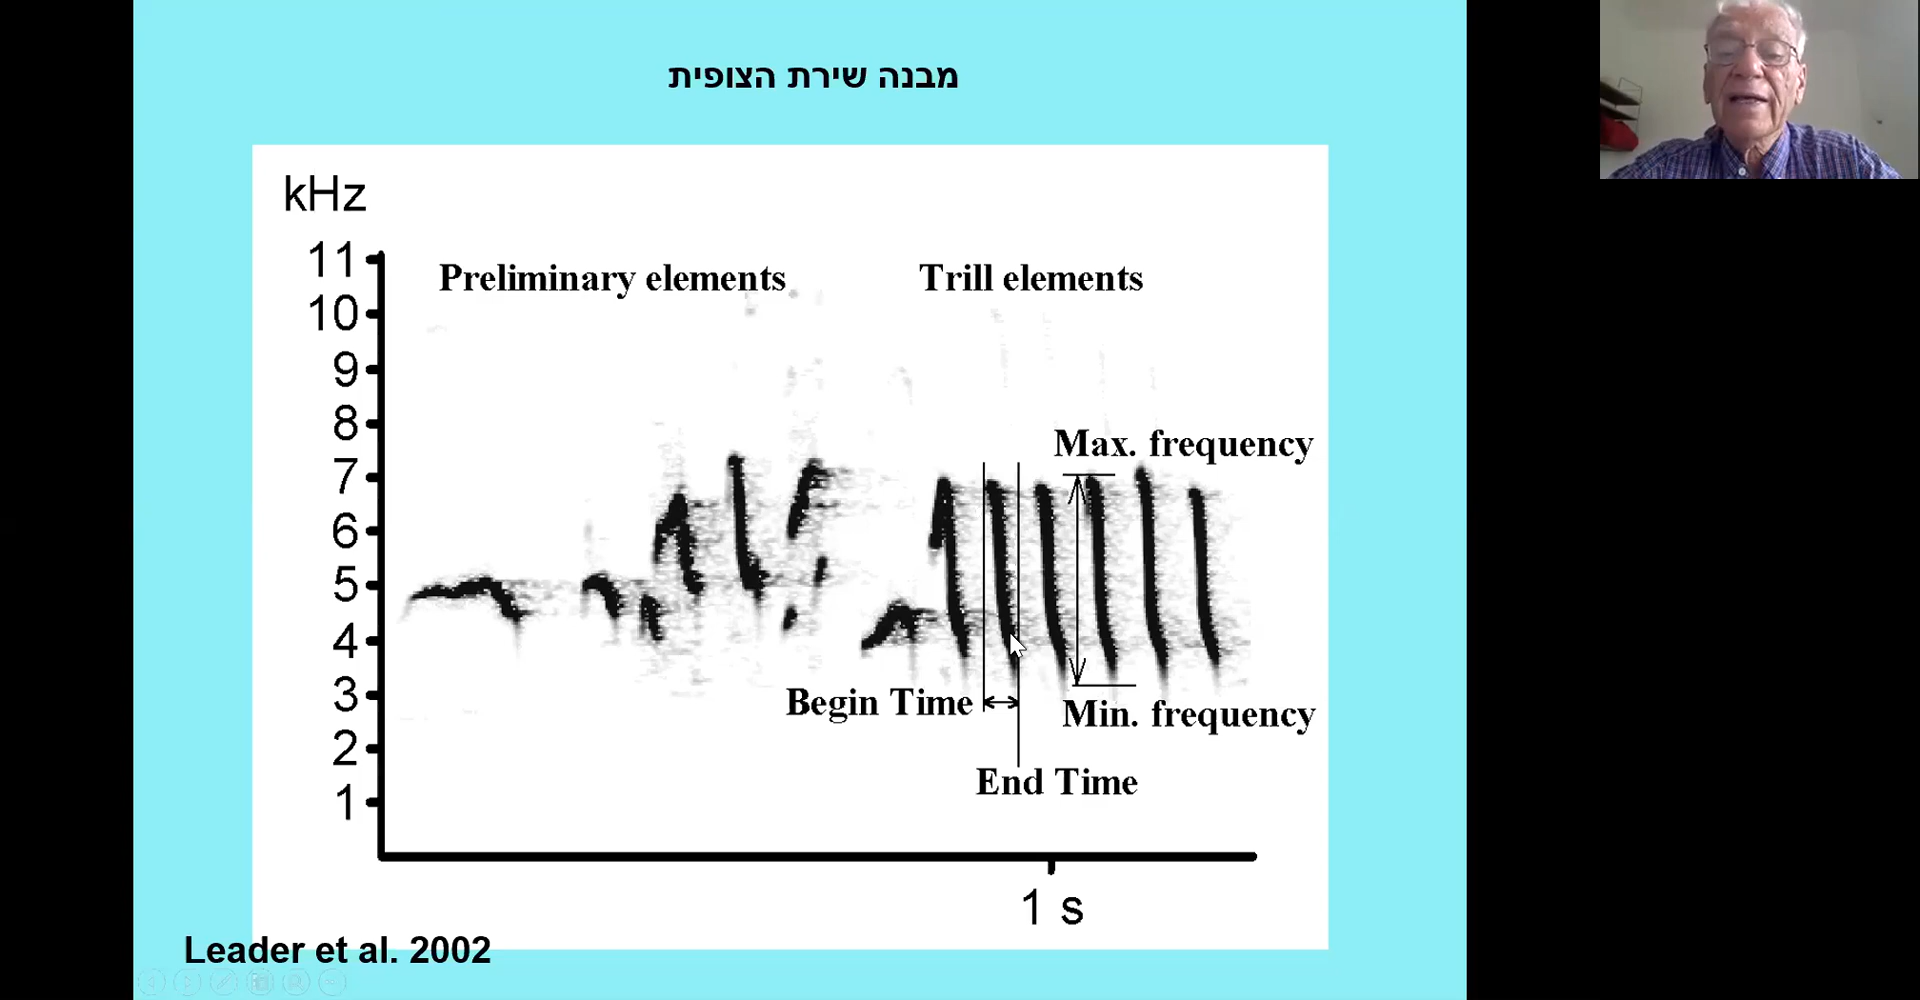 מבנה שירת הצופית
kHz
11
10
9
8
7
6
5
4
3
2
1
Preliminary elements
Trill elements
Max. frequency
Begin Time
Min. frequency
End Time
1 s
Leader et al. 2002